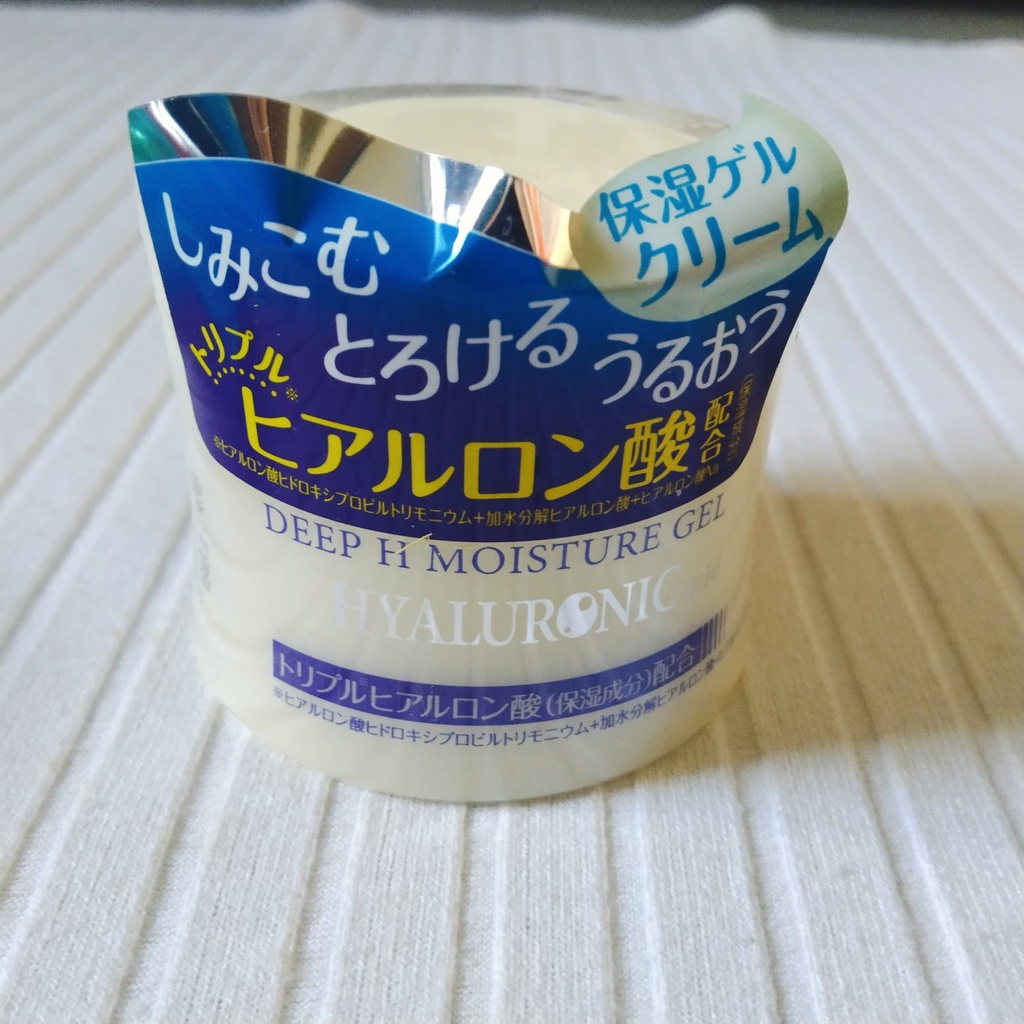 保湿ゲル
クリーム
しみこむ
とろける
うるおう
トリプル※
ヒアルロン酸配合(保湿成分)
※ヒアルロン酸ヒドロキシプロピルトリモニウム+加水分解ヒアルロン酸+ヒアルロン酸Na
DEEP H MOISTURE GEL
HYALURONIC
トリプルヒアルロン酸(保湿成分)配合
※ヒアルロン酸ヒドロキシプロピルトリモニウム+加水分解ヒアルロン酸+ヒアルロン酸